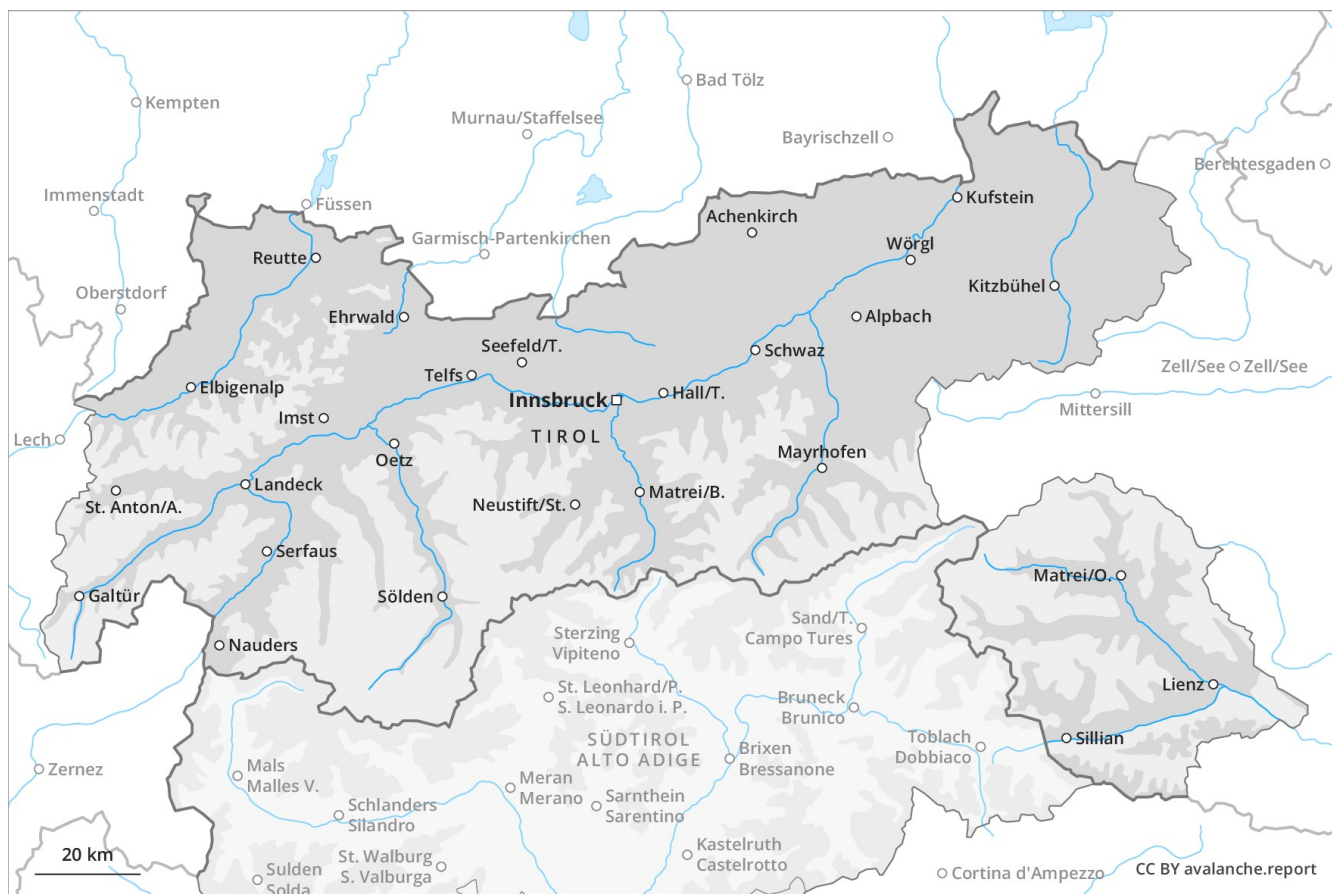 Bad Tölz
Kempten
Murnau/Staffelsee
Bayrischzell
Berchtesgaden
Immenstadt
Füssen
Kufstein
Achenkirch
Garmisch-Partenkirchen
Wörgl
Reutte
Kitzbühel
Oberstdorf
Ehrwald
Alpbach
Seefeld/T.
Schwaz
Zell/See
Zell/See
Telfs
Elbigenalp
Innsbruck
Hall/T.
Mittersill
Imst
TIROL
Lech
Oetz
Mayrhofen
Landeck
Matrei/B.
St. Anton/A.
Neustift/St.
Serfaus
Matrei/O.
Galtür
Sölden
Sand/T.
Campo Tures
Sterzing
Vipiteno
Nauders
Lienz
St. Leonhard/P.
S. Leonardo i. P.
Bruneck
Brunico
SÜDTIROL
ALTO ADIGE
Sillian
Toblach
Dobbiaco
Brixen
Bressanone
Zernez
Mals
Malles V.
Meran
Merano
Sarnthein
Sarentino
Schlanders
Silandro
Kastelruth
Castelrotto
20 km
St. Walburg
S. Valburga
Sulden
Solda
Cortina d'Ampezzo
CC BY avalanche.report